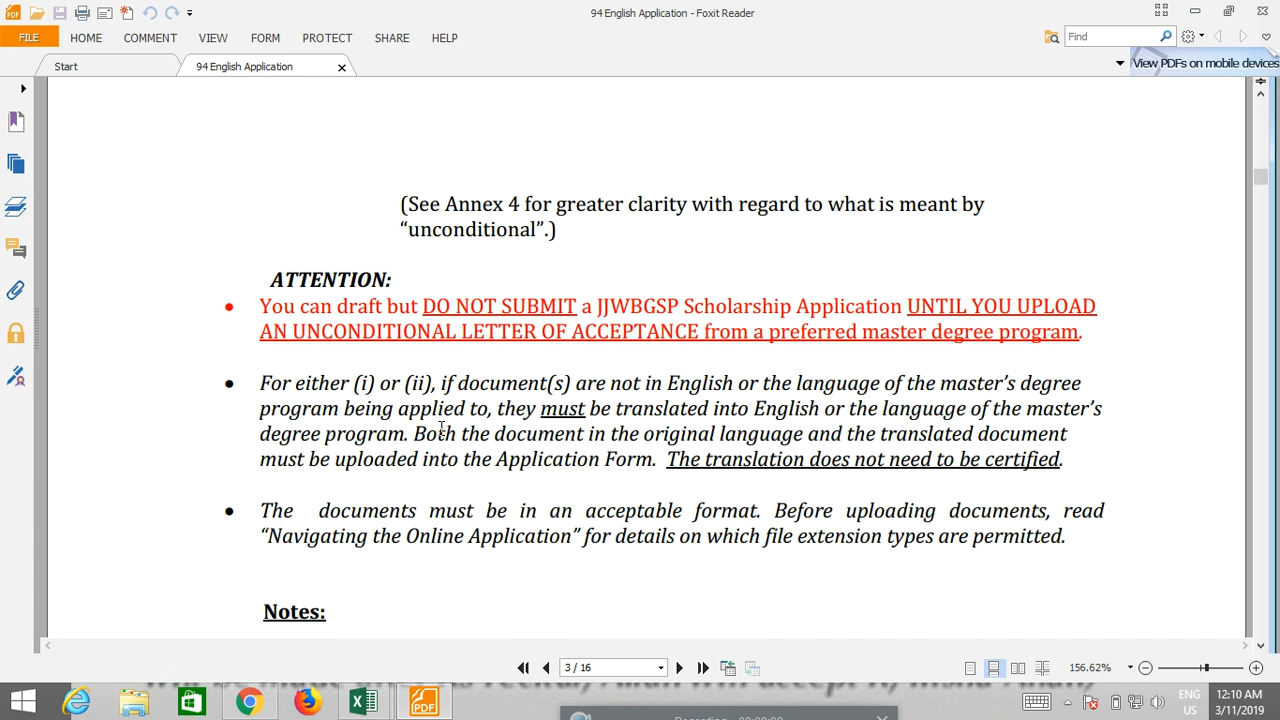 94 English Application - Foxit Reader
FILE HOME COMMENT VIEW FORM PROTECT SHARE HELP
Find
Start
94 English Application
View PDFs on mobile devices
(See Annex 4 for greater clarity with regard to what is meant by
“unconditional”.)
ATTENTION:
• You can draft but DO NOT SUBMIT a JJWBGSP Scholarship Application UNTIL YOU UPLOAD
AN UNCONDITIONAL LETTER OF ACCEPTANCE from a preferred master degree program.
• For either (i) or (ii), if document(s) are not in English or the language of the master’s degree
program being applied to, they must be translated into English or the language of the master’s
degree program. Both the document in the original language and the translated document
must be uploaded into the Application Form. The translation does not need to be certified.
• The documents must be in an acceptable format. Before uploading documents, read
“Navigating the Online Application” for details on which file extension types are permitted.
Notes:
3 / 16
156.62%
ENG
US
12:10 AM
3/11/2019